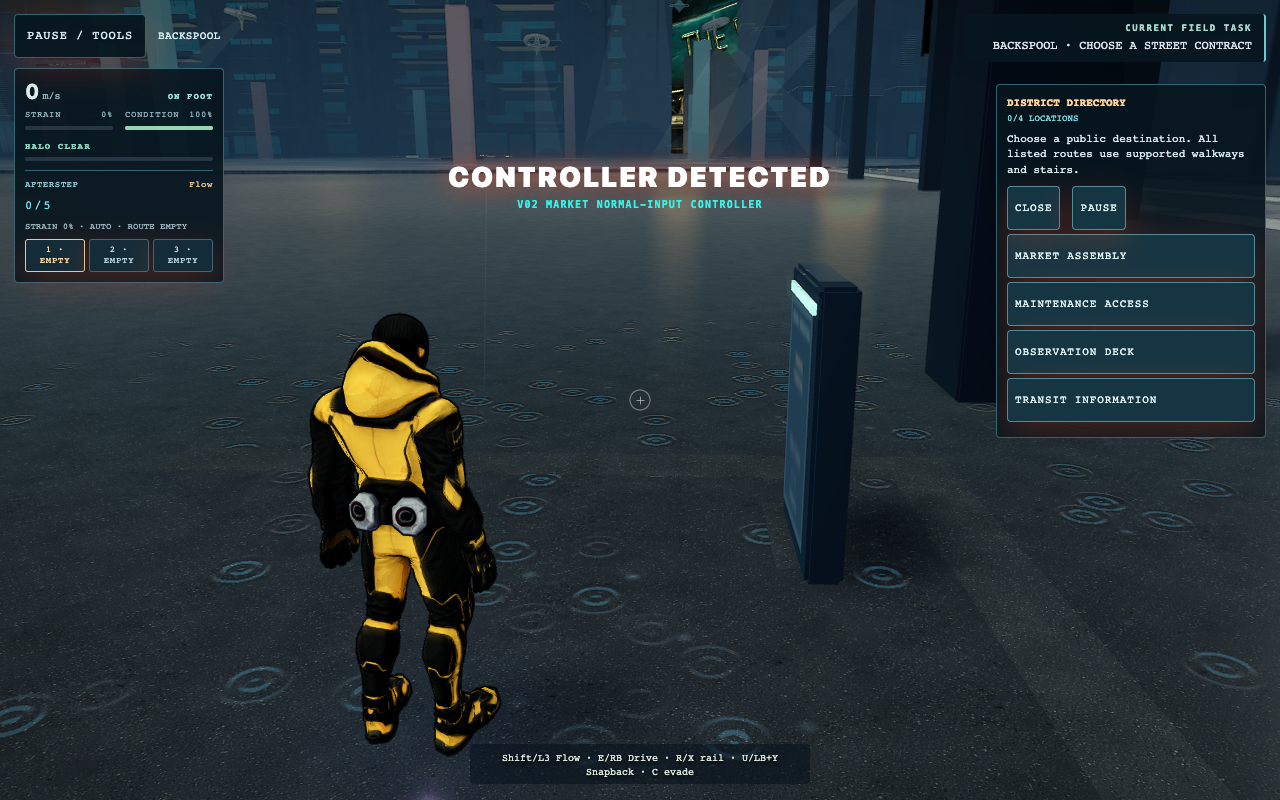 PAUSE / TOOLS
BACKSPOOL
CURRENT FIELD TASK
BACKSPOOL · CHOOSE A STREET CONTRACT
0 m/s
ON FOOT
STRAIN 0%
CONDITION 100%
HALO CLEAR
AFTERSTEP
Flow
0/5
STRAIN 0% · AUTO · ROUTE EMPTY
1 · EMPTY
2 · EMPTY
3 · EMPTY
CONTROLLER DETECTED
V02 MARKET NORMAL-INPUT CONTROLLER
DISTRICT DIRECTORY
0/4 LOCATIONS
Choose a public destination. All
listed routes use supported walkways
and stairs.
CLOSE
PAUSE
MARKET ASSEMBLY
MAINTENANCE ACCESS
OBSERVATION DECK
TRANSIT INFORMATION
Shift/L3 Flow · E/RB Drive · R/X rail · U/LB+Y
Snapback · C evade